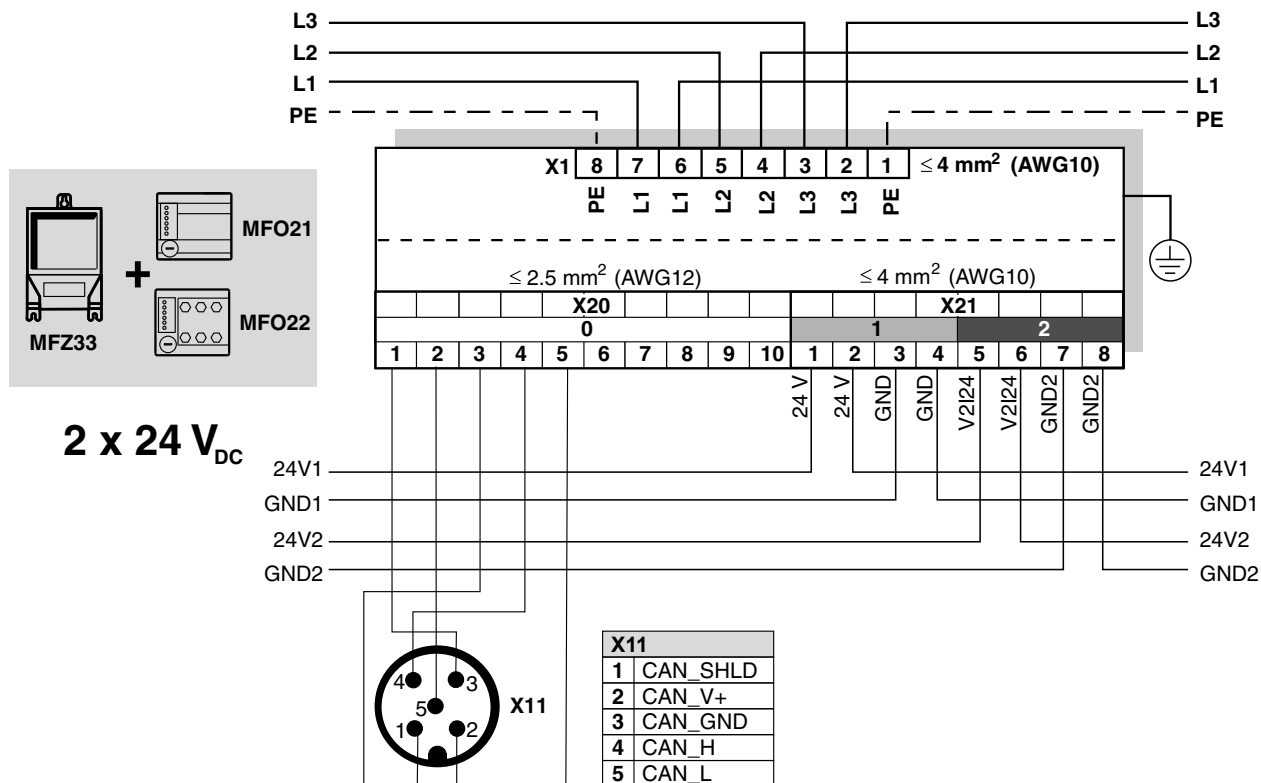 L3 L3
L2 L2
L1 L1
PE PE
X1 8 7 6 5 4 3 2 1 ≤ 4 mm² (AWG10)
PE L1 L1 L2 L2 L3 L3 PE
MFO21
+
MFO22
MFZ33
≤ 2.5 mm² (AWG12) ≤ 4 mm² (AWG10)
X20 X21
0 1 2
1 2 3 4 5 6 7 8 9 10 1 2 3 4 5 6 7 8
24 V 24 V GND GND V2I24 V2I24 GND2 GND2
2 x 24 V DC
24V1 24V1
GND1 GND1
24V2 24V2
GND2 GND2
4 3
5
1 2
X11
X11
1 CAN_SHLD
2 CAN_V+
3 CAN_GND
4 CAN_H
5 CAN_L